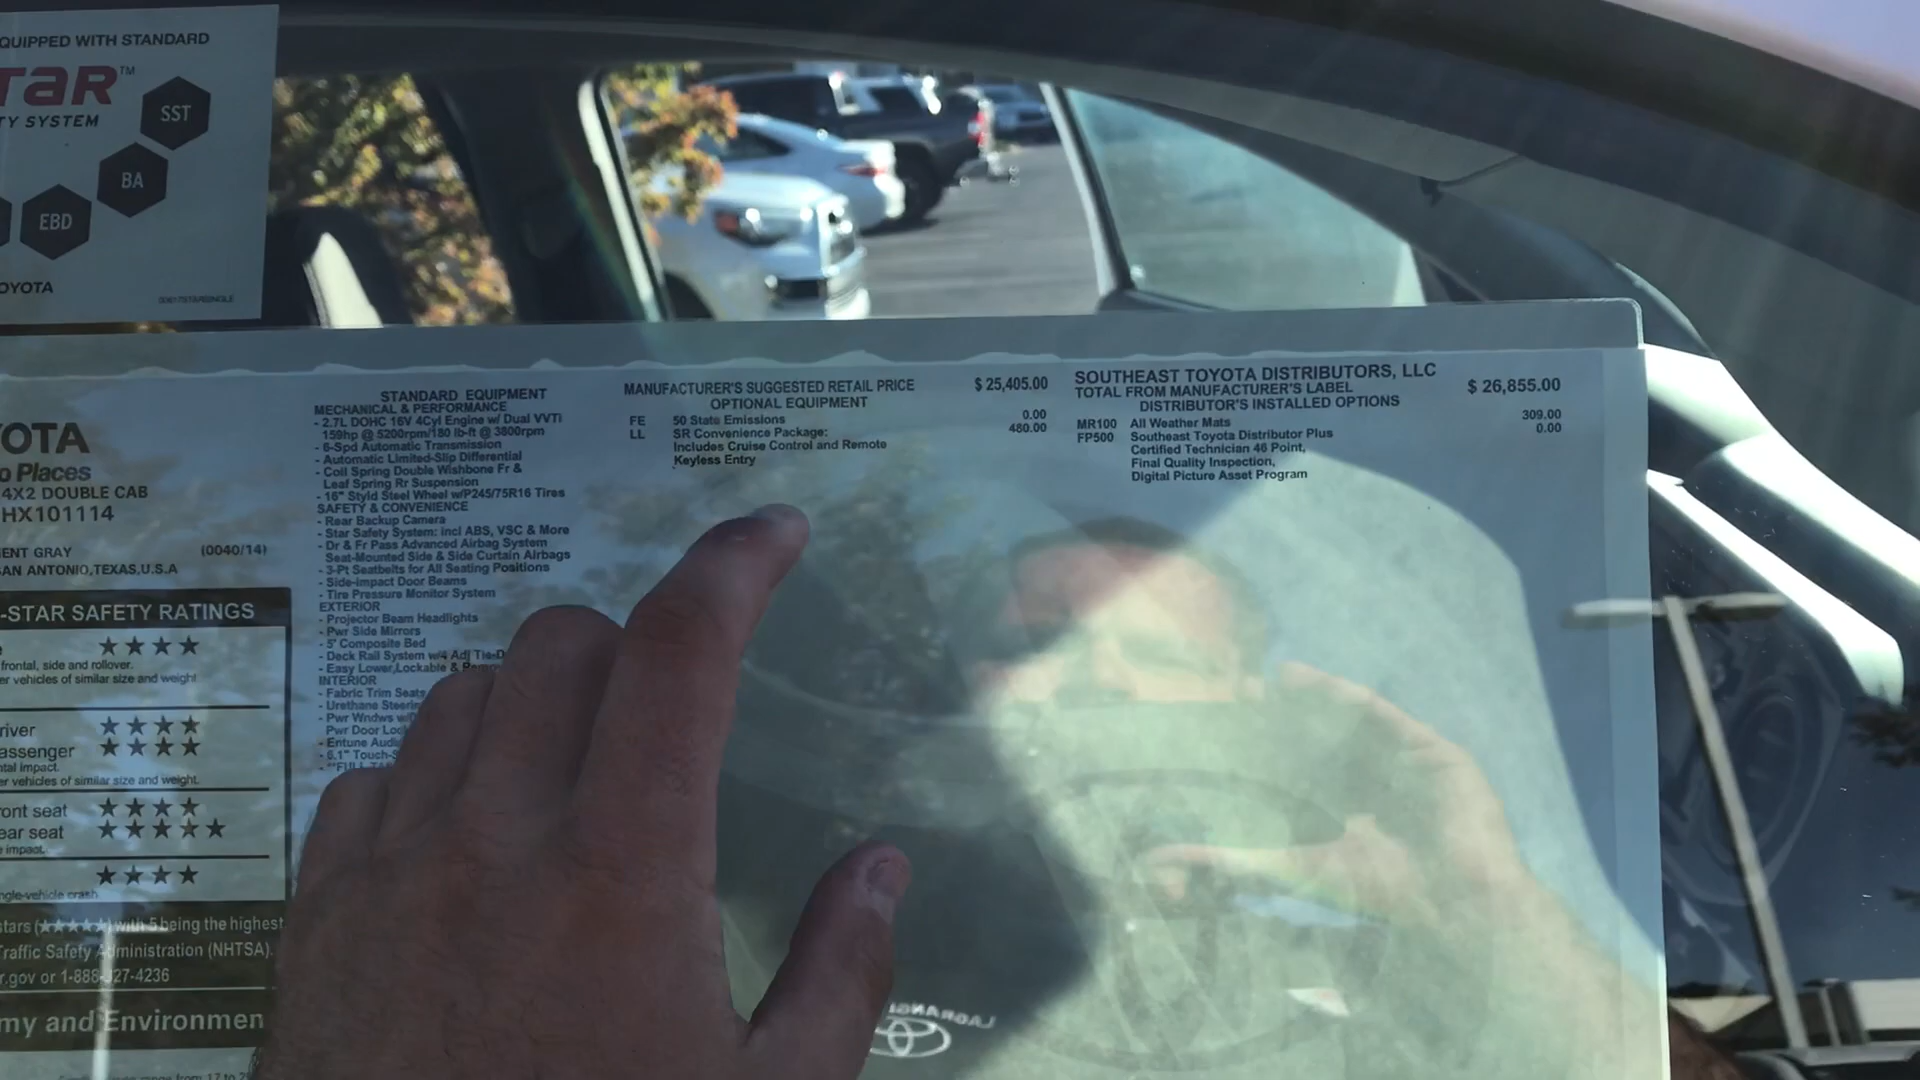 EQUIPPED WITH STANDARD
STAR™
SAFETY SYSTEM
SST
BA
EBD
TOYOTA
OTA
o Places
4X2 DOUBLE CAB
HX101114
ENT GRAY (0040/14)
SAN ANTONIO,TEXAS,U.S.A
-STAR SAFETY RATINGS
★★★★
frontal, side and rollover.
er vehicles of similar size and weight
river ★★★★
assenger ★★★★
ntal impact.
er vehicles of similar size and weight.
ront seat ★★★★
ear seat ★★★★★
e impact.
★★★★
ngle-vehicle crash
stars (★★★★★) with 5 being the highest
Traffic Safety Administration (NHTSA).
r.gov or 1-888-327-4236
my and Environmen
STANDARD EQUIPMENT
MECHANICAL & PERFORMANCE
- 2.7L DOHC 16V 4Cyl Engine w/ Dual VVTi
159hp @ 5200rpm/180 lb-ft @ 3800rpm
- 6-Spd Automatic Transmission
- Automatic Limited-Slip Differential
- Coil Spring Double Wishbone Fr &
Leaf Spring Rr Suspension
- 16" Styld Steel Wheel w/P245/75R16 Tires
SAFETY & CONVENIENCE
- Rear Backup Camera
- Star Safety System: incl ABS, VSC & More
- Dr & Fr Pass Advanced Airbag System
Seat-Mounted Side & Side Curtain Airbags
- 3-Pt Seatbelts for All Seating Positions
- Side-impact Door Beams
- Tire Pressure Monitor System
EXTERIOR
- Projector Beam Headlights
- Pwr Side Mirrors
- 5' Composite Bed
- Deck Rail System w/4 Adj Tie-D
- Easy Lower,Lockable & Remov
INTERIOR
- Fabric Trim Seats
- Urethane Steerin
- Pwr Wndws w/D
Pwr Door Loc
- Entune Audi
- 6.1" Touch-S
MANUFACTURER'S SUGGESTED RETAIL PRICE $ 25,405.00
OPTIONAL EQUIPMENT
FE 50 State Emissions 0.00
LL SR Convenience Package: 480.00
Includes Cruise Control and Remote
Keyless Entry
SOUTHEAST TOYOTA DISTRIBUTORS, LLC
TOTAL FROM MANUFACTURER'S LABEL $ 26,855.00
DISTRIBUTOR'S INSTALLED OPTIONS
MR100 All Weather Mats 309.00
FP500 Southeast Toyota Distributor Plus 0.00
Certified Technician 46 Point,
Final Quality Inspection,
Digital Picture Asset Program